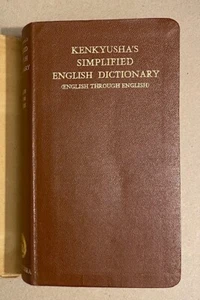 KENKYUSHA'S
SIMPLIFIED
ENGLISH DICTIONARY
(ENGLISH THROUGH ENGLISH)